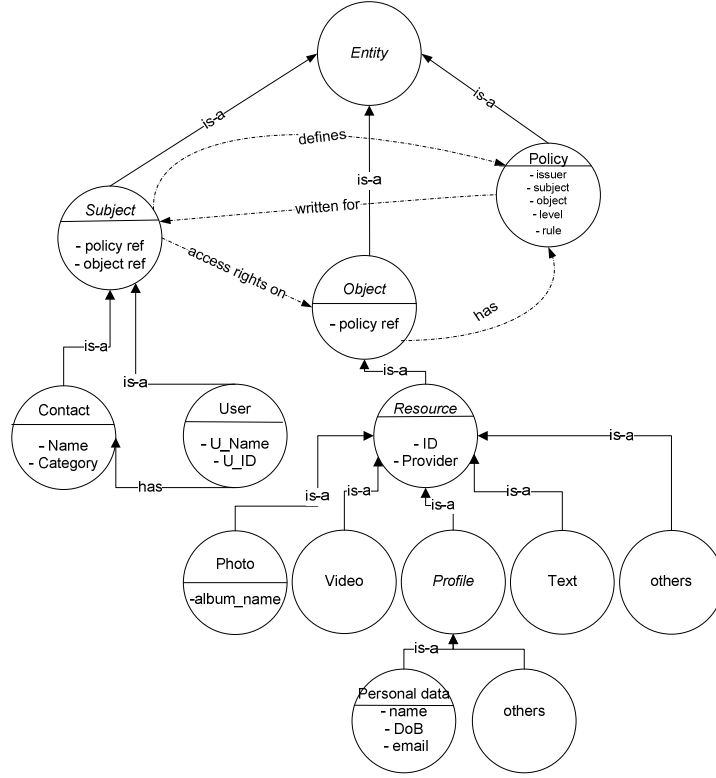 Entity
is-a
is-a
defines
Policy
- issuer
- subject
- object
- level
- rule
is-a
Subject
- policy ref
- object ref
written for
access rights on
Object
- policy ref
has
is-a
is-a
is-a
Contact
- Name
- Category
User
- U_Name
- U_ID
has
Resource
- ID
- Provider
is-a
is-a
is-a
is-a
is-a
Photo
-album_name
Video
Profile
Text
others
is-a
Personal data
- name
- DoB
- email
others